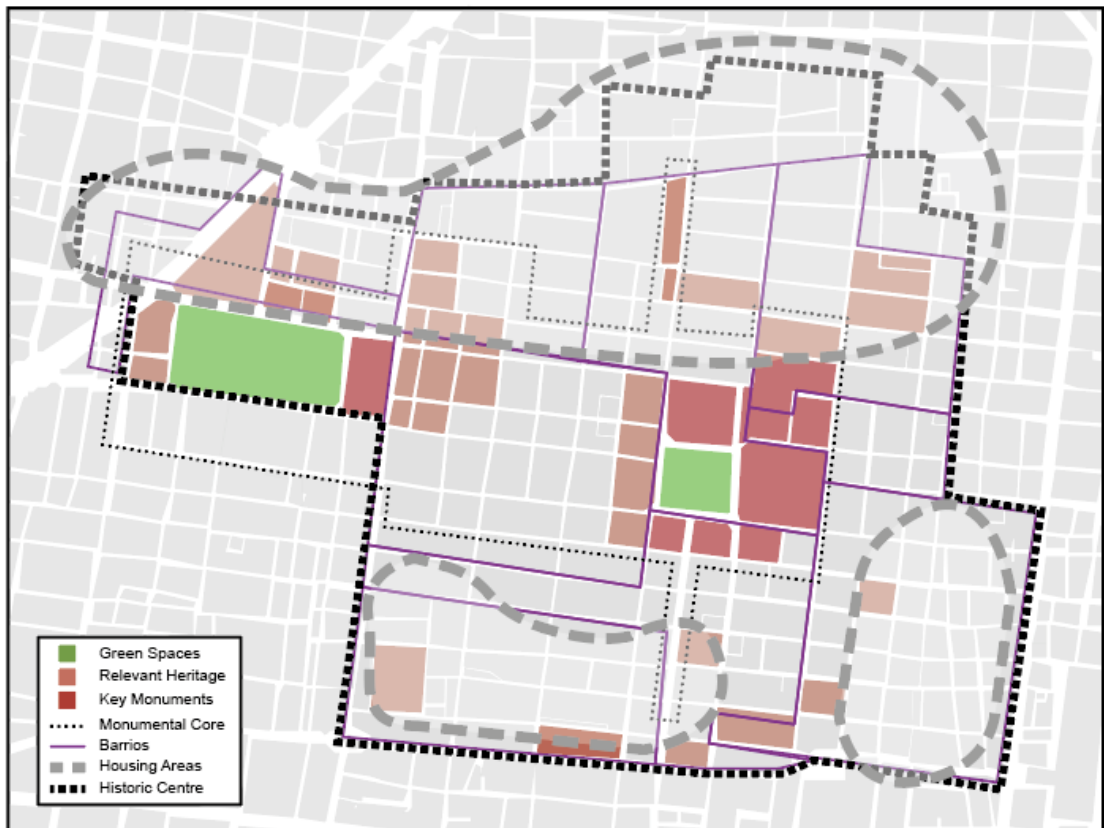 Green Spaces
Relevant Heritage
Key Monuments
Monumental Core
Barrios
Housing Areas
Historic Centre